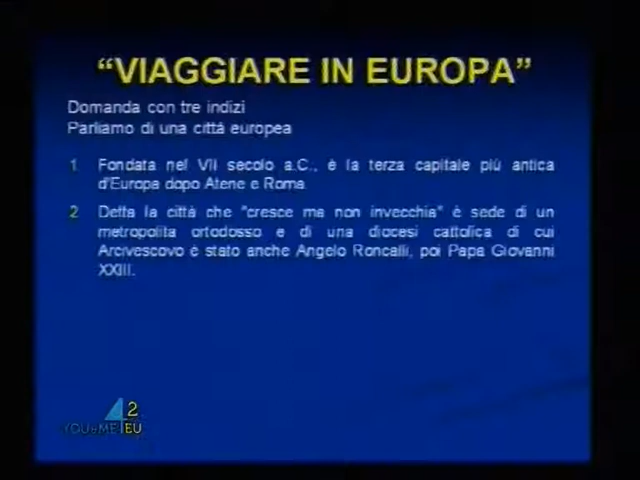 “VIAGGIARE IN EUROPA”
Domanda con tre indizi
Parliamo di una città europea
1 Fondata nel VII secolo a.C., è la terza capitale più antica
d'Europa dopo Atene e Roma
2 Detta la città che “cresce ma non invecchia” è sede di un
metropolita ortodosso e di una diocesi cattolica di cui
Arcivescovo è stato anche Angelo Roncalli, poi Papa Giovanni
XXIII.
42
YOUeME EU